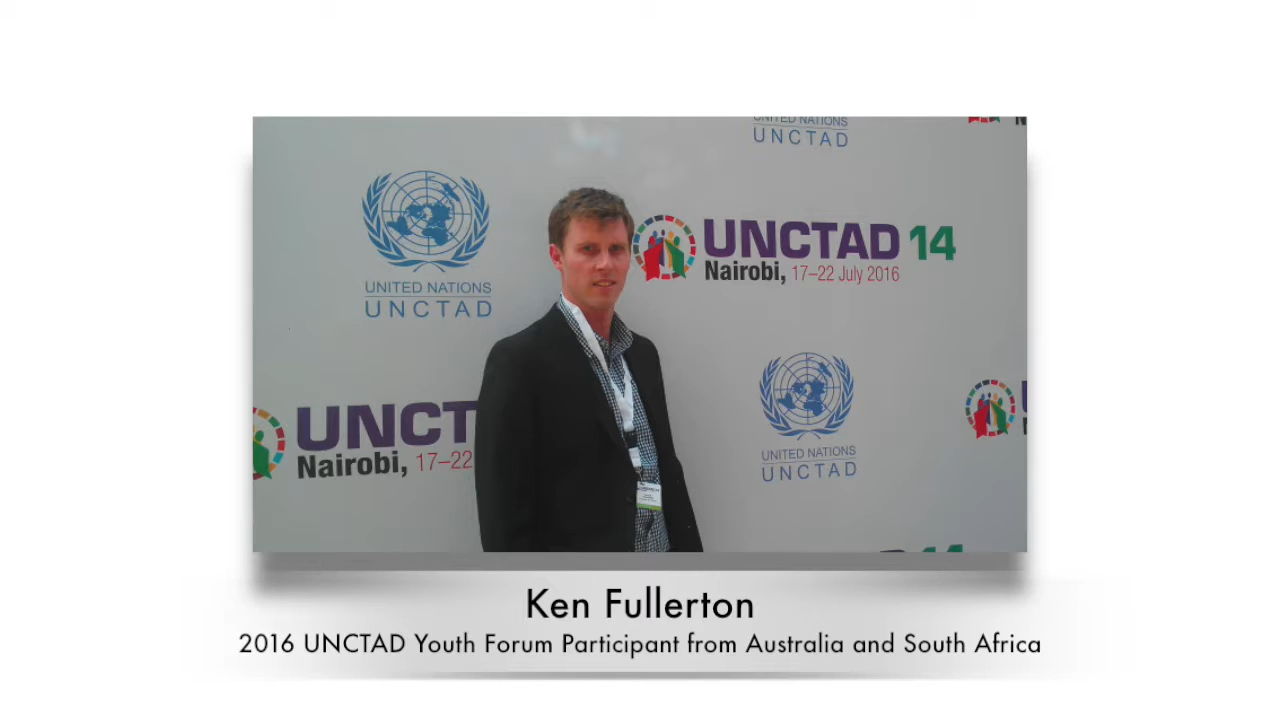 UNITED NATIONS
UNCTAD
UNITED NATIONS
UNCTAD
UNCTAD 14
Nairobi, 17–22 July 2016
UNCT
Nairobi, 17–22
UNITED NATIONS
UNCTAD
14
Ken Fullerton
2016 UNCTAD Youth Forum Participant from Australia and South Africa